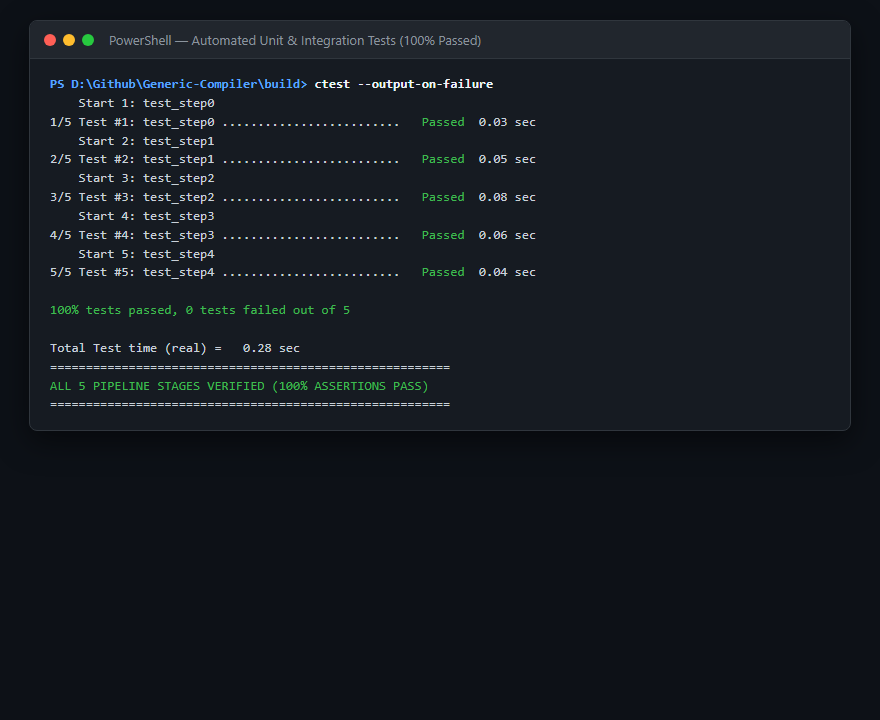 PowerShell — Automated Unit & Integration Tests (100% Passed)
PS D:\Github\Generic-Compiler\build> ctest --output-on-failure
    Start 1: test_step0
1/5 Test #1: test_step0 .........................   Passed  0.03 sec
    Start 2: test_step1
2/5 Test #2: test_step1 .........................   Passed  0.05 sec
    Start 3: test_step2
3/5 Test #3: test_step2 .........................   Passed  0.08 sec
    Start 4: test_step3
4/5 Test #4: test_step3 .........................   Passed  0.06 sec
    Start 5: test_step4
5/5 Test #5: test_step4 .........................   Passed  0.04 sec
100% tests passed, 0 tests failed out of 5
Total Test time (real) =   0.28 sec
========================================================
ALL 5 PIPELINE STAGES VERIFIED (100% ASSERTIONS PASS)
========================================================